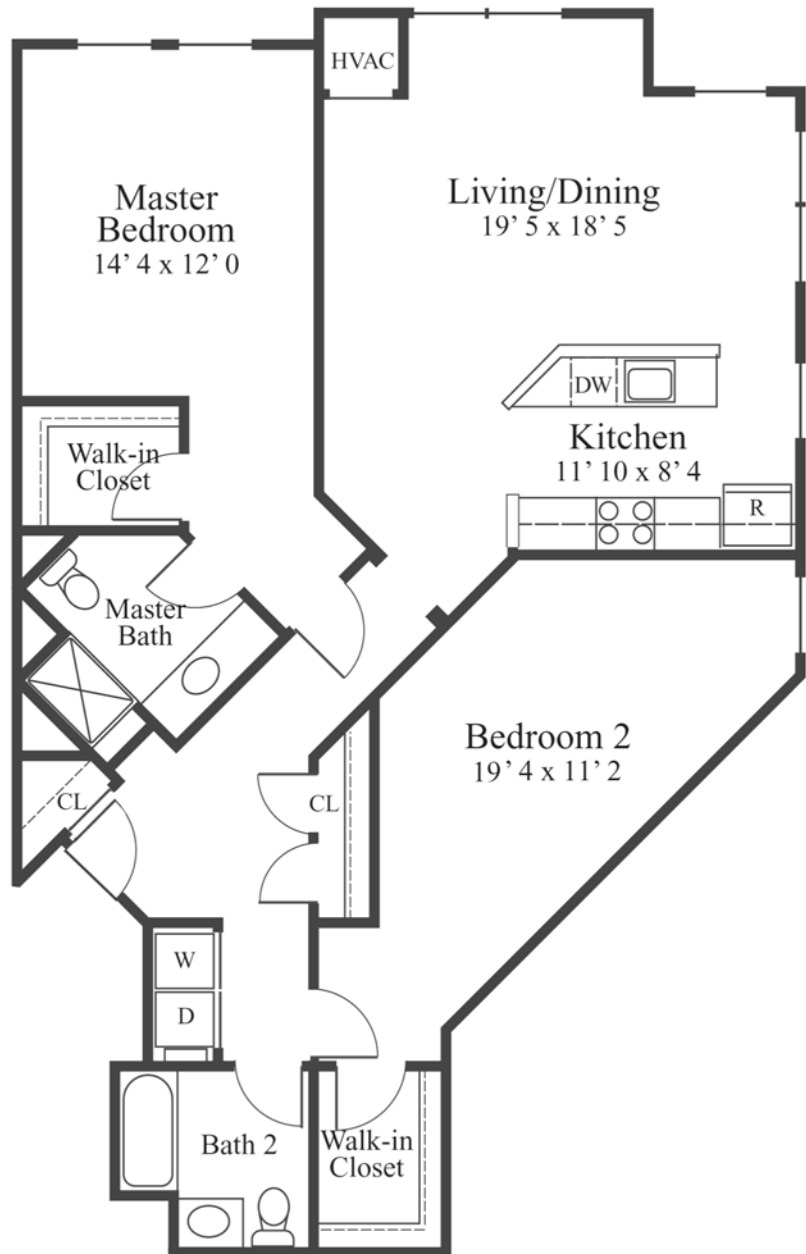 HVAC
Master
Bedroom
14' 4 x 12' 0
Living/Dining
19' 5 x 18' 5
DW
Kitchen
11' 10 x 8' 4
R
Walk-in
Closet
Master
Bath
Bedroom 2
19' 4 x 11' 2
CL
CL
W
D
Bath 2
Walk-in
Closet